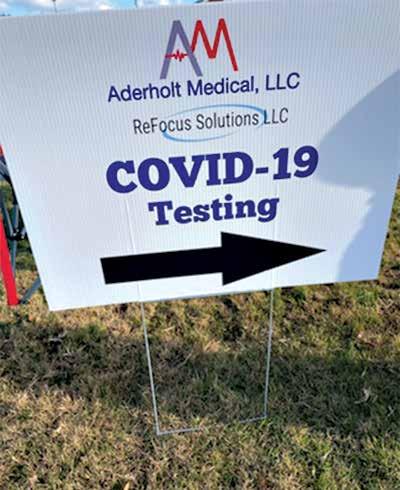 AM
Aderholt Medical, LLC
ReFocus Solutions LLC
COVID-19
Testing